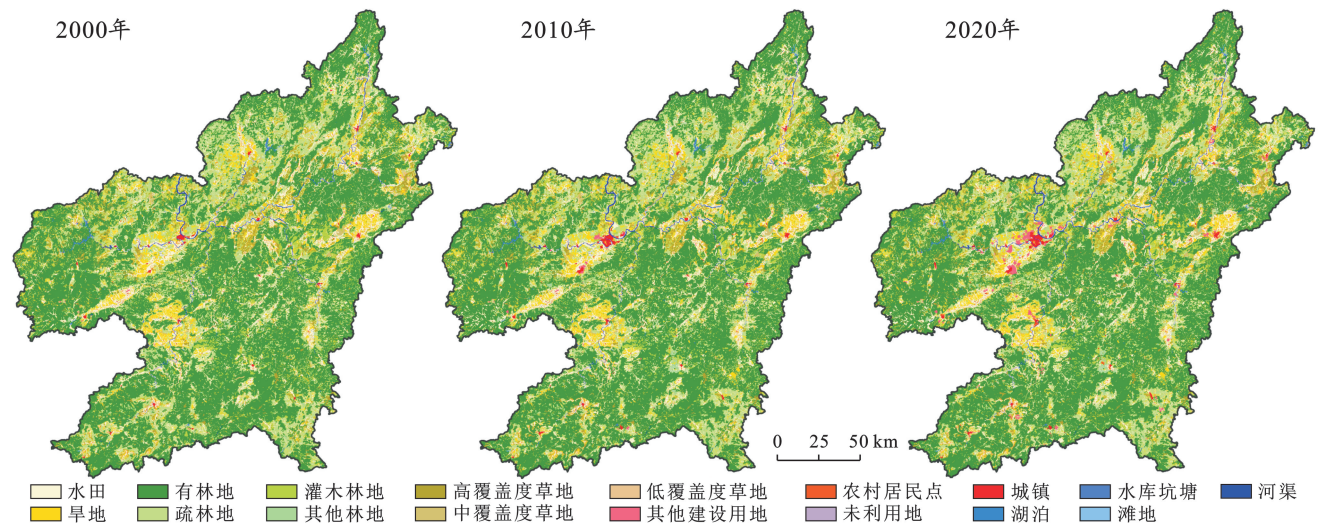 2000年 2010年 2020年
0 25 50 km
水田 有林地 灌木林地 高覆盖度草地 低覆盖度草地 农村居民点 城镇 水库坑塘 河渠
旱地 疏林地 其他林地 中覆盖度草地 其他建设用地 未利用地 湖泊 滩地